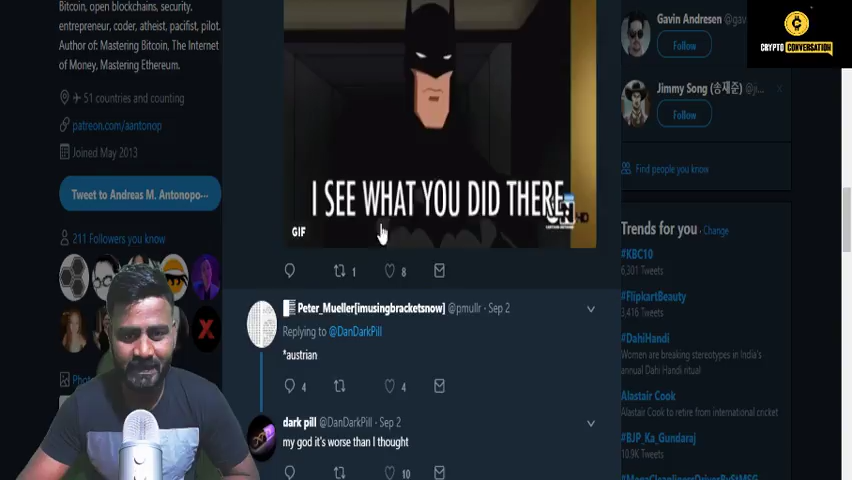 Bitcoin, open blockchains, security,
entrepreneur, coder, atheist, pacifist, pilot.
Author of: Mastering Bitcoin, The Internet
of Money, Mastering Ethereum.
51 countries and counting
patreon.com/aantonop
Joined May 2013
Tweet to Andreas M. Antonopo···
211 Followers you know
Photo
I SEE WHAT YOU DID THERE
GIF
1
8
Peter_Mueller[imusingbracketsnow] @pmullr · Sep 2
Replying to @DanDarkPill
*austrian
4
4
dark pill @DanDarkPill · Sep 2
my god it's worse than I thought
10
Gavin Andresen @gav
Follow
Jimmy Song (송재준) @ji...
Follow
Find people you know
Trends for you · Change
#KBC10
6,301 Tweets
#FlipkartBeauty
3,416 Tweets
#DahiHandi
Women are breaking stereotypes in India's
annual Dahi Handi ritual
Alastair Cook
Alastair Cook to retire from international cricket
#BJP_Ka_Gundaraj
10.9K Tweets
CRYPTO CONVERSATION